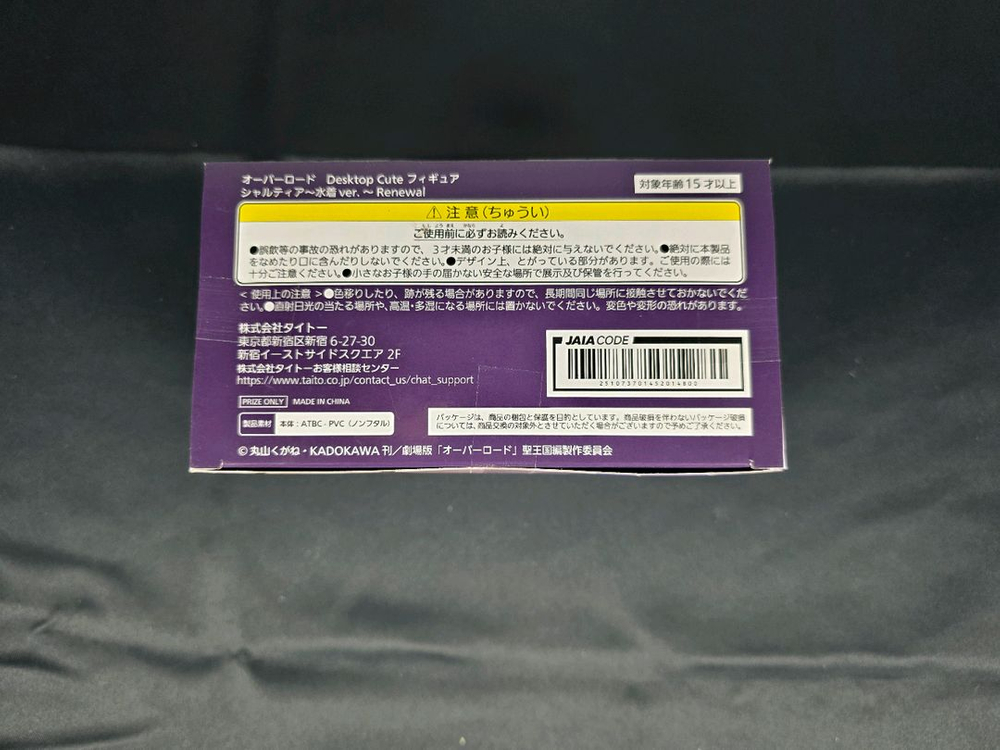 オーバーロード Desktop Cute フィギュア
シャルティア～水着 ver. ～ Renewal
対象年齢15才以上
⚠注意(ちゅうい)
ご使用前に必ずお読みください。
●誤飲等の事故の恐れがありますので、3才未満のお子様には絶対に与えないでください。●絶対に本製品
をなめたり口に含んだりしないでください。●デザイン上、とがっている部分があります。ご使用の際には
十分ご注意ください。●小さなお子様の手の届かない安全な場所で展示及び保管を行ってください。
< 使用上の注意 >●色移りしたり、跡が残る場合がありますので、長期間同じ場所に接触させておかないでくだ
さい。●直射日光の当たる場所や、高温・多湿になる場所には置かないでください。変色や変形の恐れがあります。
株式会社タイトー
東京都新宿区新宿 6-27-30
新宿イーストサイドスクエア 2F
株式会社タイトーお客様相談センター
https://www.taito.co.jp/contact_us/chat_support
JAIA CODE
251073701452014800
PRIZE ONLY MADE IN CHINA
製品素材 本体:ATBC-PVC(ノンフタル)
パッケージは、商品の梱包と保護を目的としています。商品破損を伴わないパッケージ破損
については、商品交換の対象外とさせていただく場合がございますので予めご了承ください。
©丸山くがね・KADOKAWA 刊/劇場版「オーバーロード」聖王国編製作委員会